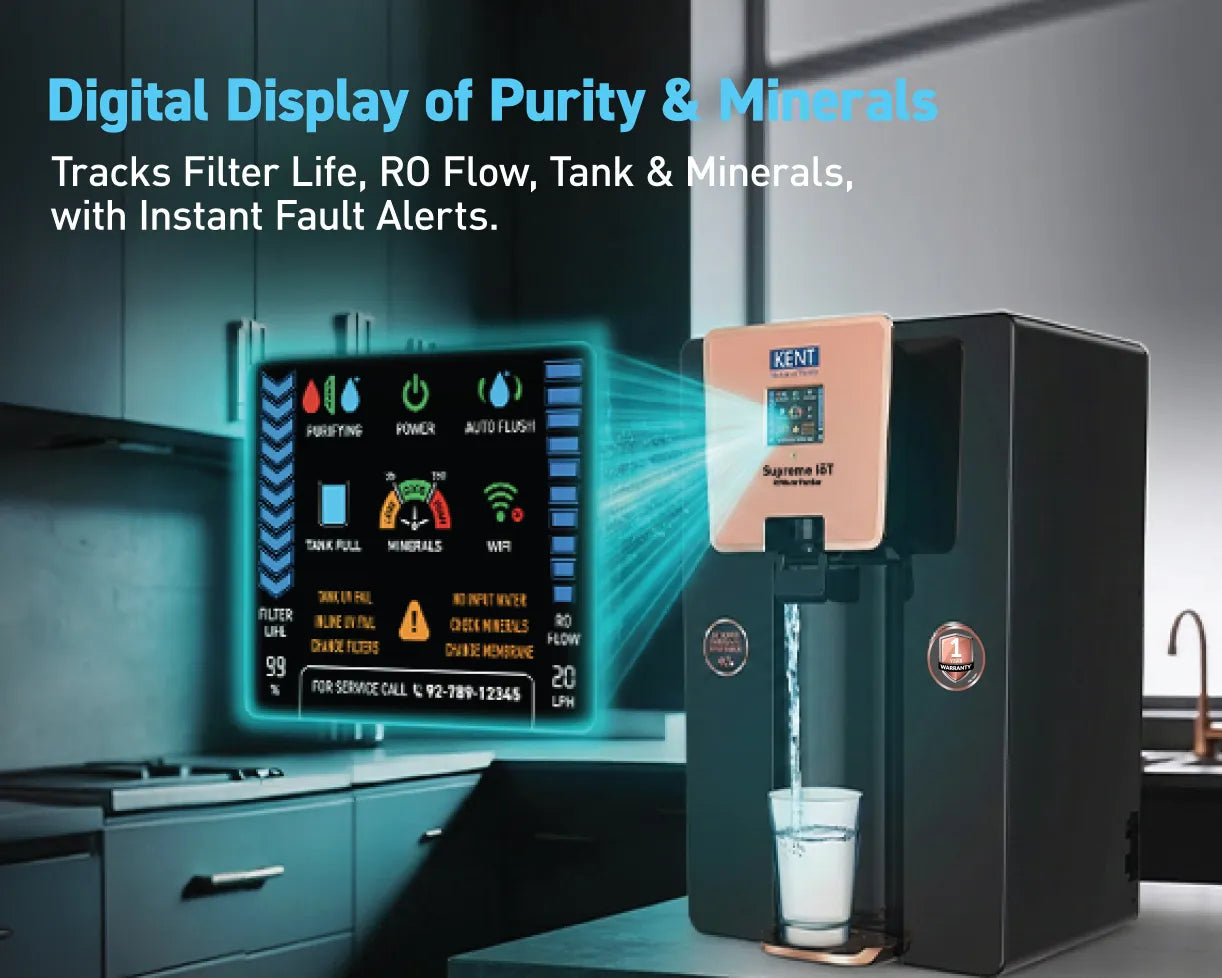 Digital Display of Purity & Minerals
Tracks Filter Life, RO Flow, Tank & Minerals,
with Instant Fault Alerts.
PURIFYING
POWER
AUTO FLUSH
TANK FULL
MINERALS
WIFI
TANK UV FAIL
INLINE UV FAIL
CHANGE FILTERS
NO INPUT WATER
CHECK MINERALS
CHANGE MEMBRANE
FILTER
LIFE
99
%
RO
FLOW
20
LPH
FOR SERVICE CALL 92-789-12345
KENT
Supreme IoT
1
YEAR
WARRANTY